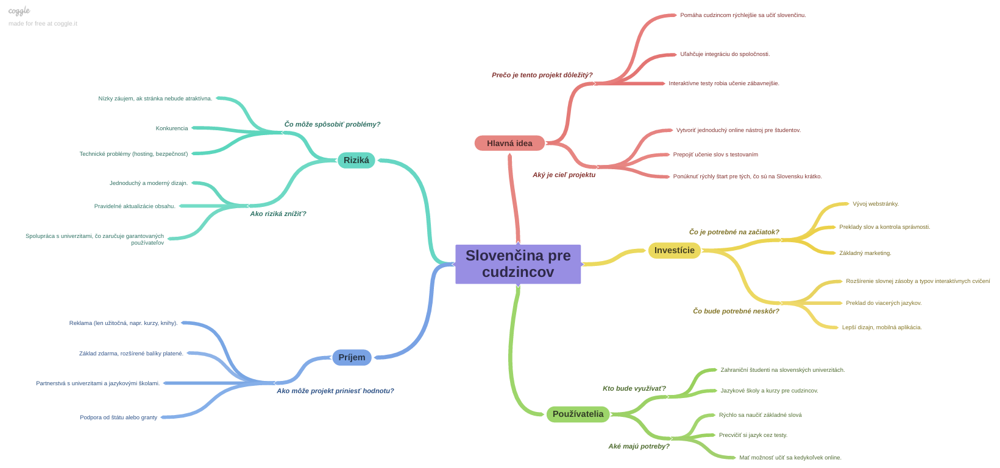 coggle
made for free at coggle.it
Slovenčina pre
cudzincov
Hlavná idea
Prečo je tento projekt dôležitý?
Pomáha cudzincom rýchlejšie sa učiť slovenčinu.
Uľahčuje integráciu do spoločnosti.
Interaktívne testy robia učenie zábavnejšie.
Aký je cieľ projektu
Vytvoriť jednoduchý online nástroj pre študentov.
Prepojiť učenie slov s testovaním
Ponúknuť rýchly štart pre tých, čo sú na Slovensku krátko.
Investície
Čo je potrebné na začiatok?
Vývoj webstránky.
Preklady slov a kontrola správnosti.
Základný marketing.
Čo bude potrebné neskôr?
Rozšírenie slovnej zásoby a typov interaktívnych cvičení
Preklad do viacerých jazykov.
Lepší dizajn, mobilná aplikácia.
Používatelia
Kto bude využívať?
Zahraniční študenti na slovenských univerzitách.
Jazykové školy a kurzy pre cudzincov.
Aké majú potreby?
Rýchlo sa naučiť základné slová
Precvičiť si jazyk cez testy.
Mať možnosť učiť sa kedykoľvek online.
Riziká
Čo môže spôsobiť problémy?
Nízky záujem, ak stránka nebude atraktívna.
Konkurencia
Technické problémy (hosting, bezpečnosť)
Ako riziká znížiť?
Jednoduchý a moderný dizajn.
Pravidelné aktualizácie obsahu.
Spolupráca s univerzitami, čo zaručuje garantovaných
používateľov
Príjem
Ako môže projekt priniesť hodnotu?
Reklama (len užitočná, napr. kurzy, knihy).
Základ zdarma, rozšírené balíky platené.
Partnerstvá s univerzitami a jazykovými školami.
Podpora od štátu alebo granty